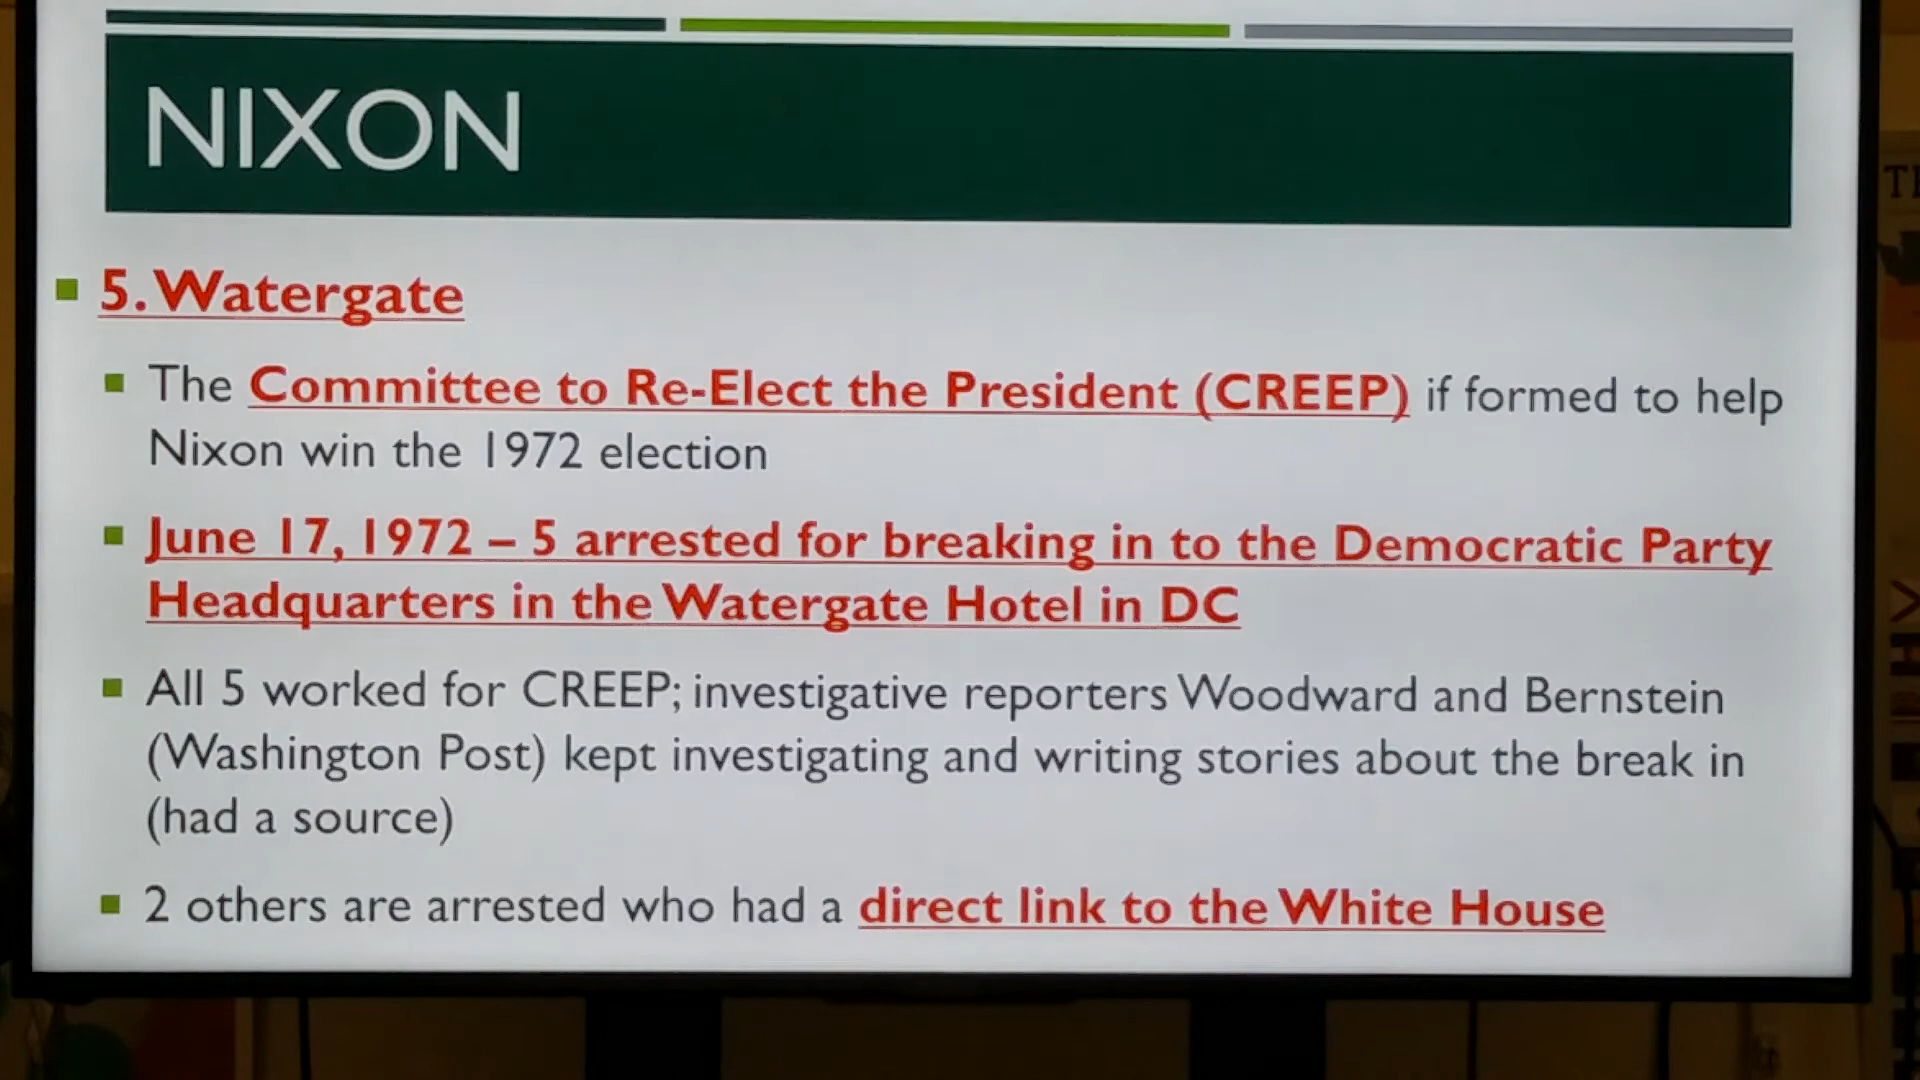 NIXON
5. Watergate
The Committee to Re-Elect the President (CREEP) if formed to help
Nixon win the 1972 election
June 17, 1972 – 5 arrested for breaking in to the Democratic Party
Headquarters in the Watergate Hotel in DC
All 5 worked for CREEP; investigative reporters Woodward and Bernstein
(Washington Post) kept investigating and writing stories about the break in
(had a source)
2 others are arrested who had a direct link to the White House